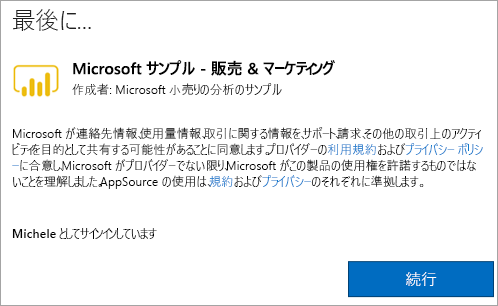 最後に...
Microsoft サンプル - 販売 & マーケティング
作成者: Microsoft 小売りの分析のサンプル
Microsoft が連絡先情報、使用量情報、取引に関する情報を、サポート、請求、その他の取引上のアクティ
ビティを目的として共有する可能性があることに同意します。プロバイダーの利用規約およびプライバシー ポリシ
ーに合意し、Microsoft がプロバイダーでない限り、Microsoft がこの製品の使用権を許諾するものではな
いことを理解しました。AppSource の使用は、規約およびプライバシーのそれぞれに準拠します。
Michele としてサインインしています
続行